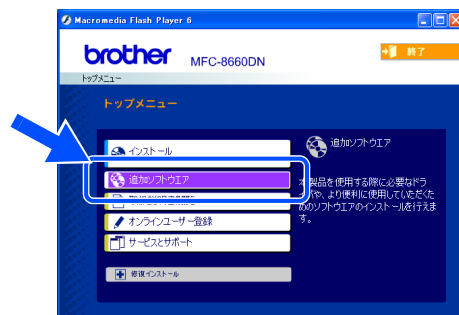 Macromedia Flash Player 6
brother MFC-8660DN
終了
トップメニュー
トップメニュー
インストール
追加ソフトウエア
オンラインユーザー登録
サービスとサポート
修復インストール
追加ソフトウエア
製品を使用する際に必要なドラ
や、より便利に使用していただくた
めのソフトウエアのインストールを行えま
す。